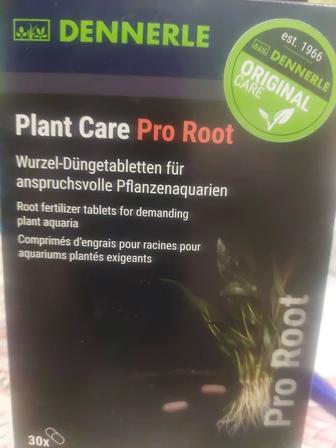 DENNERLE
est. 1966
DENNERLE
ORIGINAL
CARE
Plant Care Pro Root
Wurzel-Düngetabletten für
anspruchsvolle Pflanzenaquarien
Root fertilizer tablets for demanding
plant aquaria
Comprimés d'engrais pour racines pour
aquariums plantés exigeants
Pro Root
30x